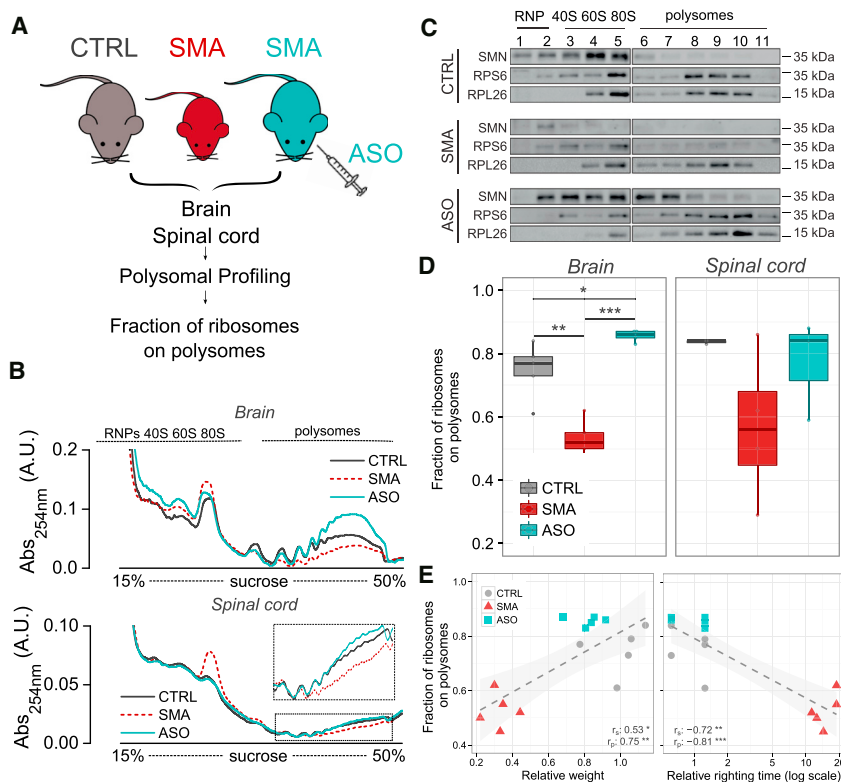 A
CTRL SMA SMA
ASO
Brain
Spinal cord
Polysomal Profiling
Fraction of ribosomes
on polysomes
B
Brain
RNPs 40S 60S 80S polysomes
Abs254nm (A.U.)
0.2
0.1
0.0
CTRL
SMA
ASO
15% sucrose 50%
Spinal cord
Abs254nm (A.U.)
0.10
0.05
0.00
CTRL
SMA
ASO
15% sucrose 50%
C
RNP 40S 60S 80S polysomes
1 2 3 4 5 6 7 8 9 10 11
CTRL
SMN 35 kDa
RPS6 35 kDa
RPL26 15 kDa
SMA
SMN 35 kDa
RPS6 35 kDa
RPL26 15 kDa
ASO
SMN 35 kDa
RPS6 35 kDa
RPL26 15 kDa
D
Brain Spinal cord
Fraction of ribosomes
on polysomes
1.0
0.8
0.6
0.4
0.2
*
** ***
CTRL
SMA
ASO
E
Fraction of ribosomes
on polysomes
1.0
0.8
0.6
0.4
CTRL
SMA
ASO
rs: 0.53 *
rp: 0.75 **
0.2 0.4 0.6 0.8 1.0
Relative weight
rs: −0.72 **
rp: −0.81 ***
1 2 10 20
Relative righting time (log scale)